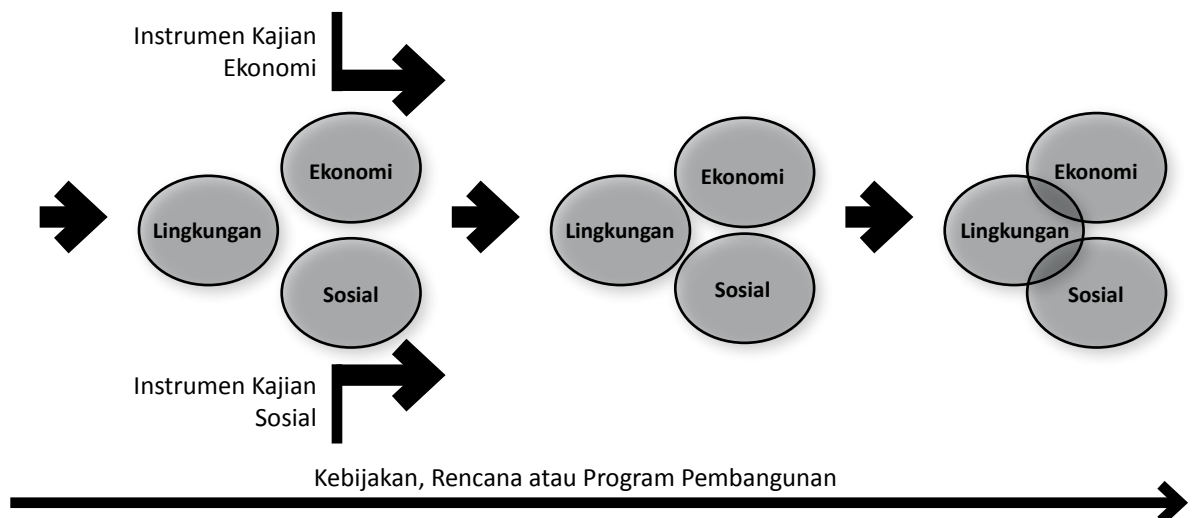 Instrumen Kajian
Ekonomi
Ekonomi
Lingkungan
Sosial
Ekonomi
Lingkungan
Sosial
Ekonomi
Lingkungan
Sosial
Instrumen Kajian
Sosial
Kebijakan, Rencana atau Program Pembangunan